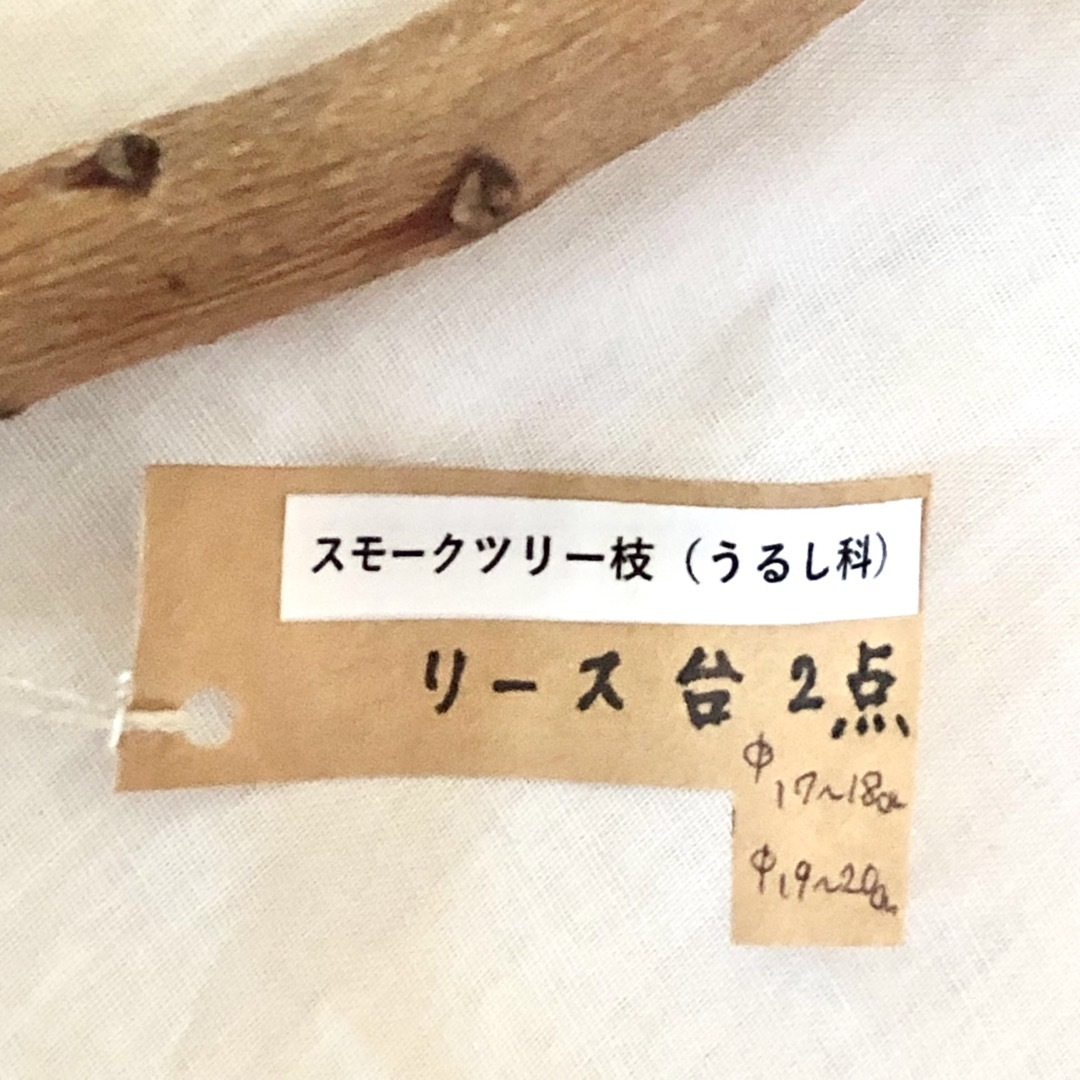 スモークツリー枝（うるし科）
リース台 2点
φ17〜18cm
φ19〜20cm